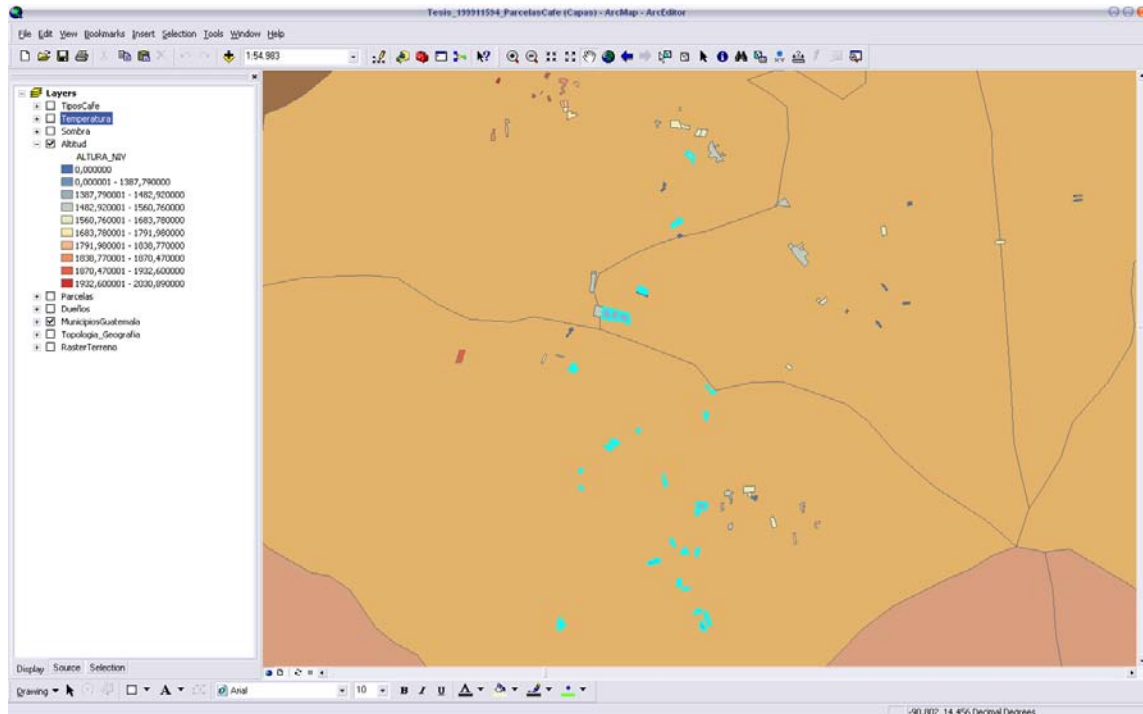 Tesis_199911594_ParcelasCafe (Capas) - ArcMap - ArcEditor
File Edit View Bookmarks Insert Selection Tools Window Help
1:54.983
Layers
TiposCafe
Temperatura
Sombra
Altitud
ALTURA_NIV
0,000000
0,000001 - 1387,790000
1387,790001 - 1482,920000
1482,920001 - 1560,760000
1560,760001 - 1683,780000
1683,780001 - 1791,980000
1791,980001 - 1838,770000
1838,770001 - 1870,470000
1870,470001 - 1932,600000
1932,600001 - 2030,890000
Parcelas
Dueños
MunicipiosGuatemala
Topologia_Geografia
RasterTerreno
Display Source Selection
Drawing A Arial 10 B I U A
-90,802 14,456 Decimal Degrees